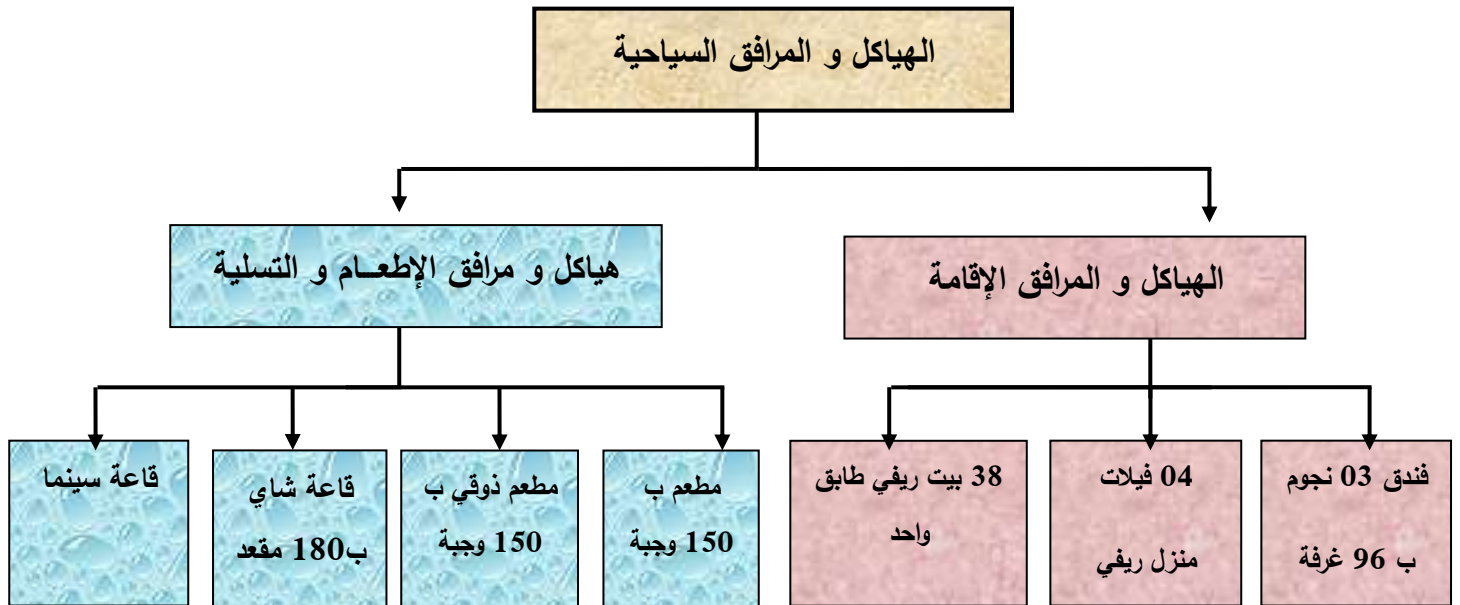 الهياكل و المرافق السياحية
الهياكل و المرافق الإقامة
هياكل و مرافق الإطعــام و التسلية
فندق 03 نجوم
ب 96 غرفة
04 فيلات
منزل ريفي
38 بيت ريفي طابق
واحد
مطعم ب
150 وجبة
مطعم ذوقي ب
150 وجبة
قاعة شاي
ب180 مقعد
قاعة سينما